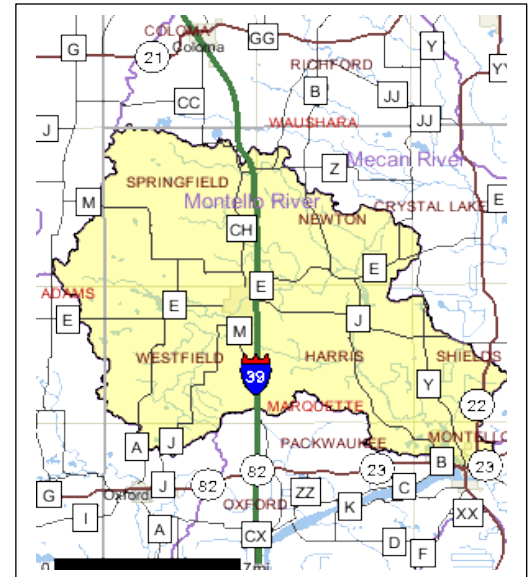 COLOMA
Coloma
G
GG
Y
21
RICHFORD
YY
B
JJ
CC
JJ
J
WAUSHARA
Mecan River
Z
SPRINGFIELD
E
M
Montello River
CRYSTAL LAKE
NEWTON
CH
E
E
ADAMS
E
E
J
M
WESTFIELD
HARRIS
SHIELDS
39
Y
MARQUETTE
22
A
J
PACKWAUKEE
MONTELLO
B
82
23
23
G
Oxford
J
82
ZZ
C
OXFORD
K
XX
I
A
CX
D
F
0
7mi